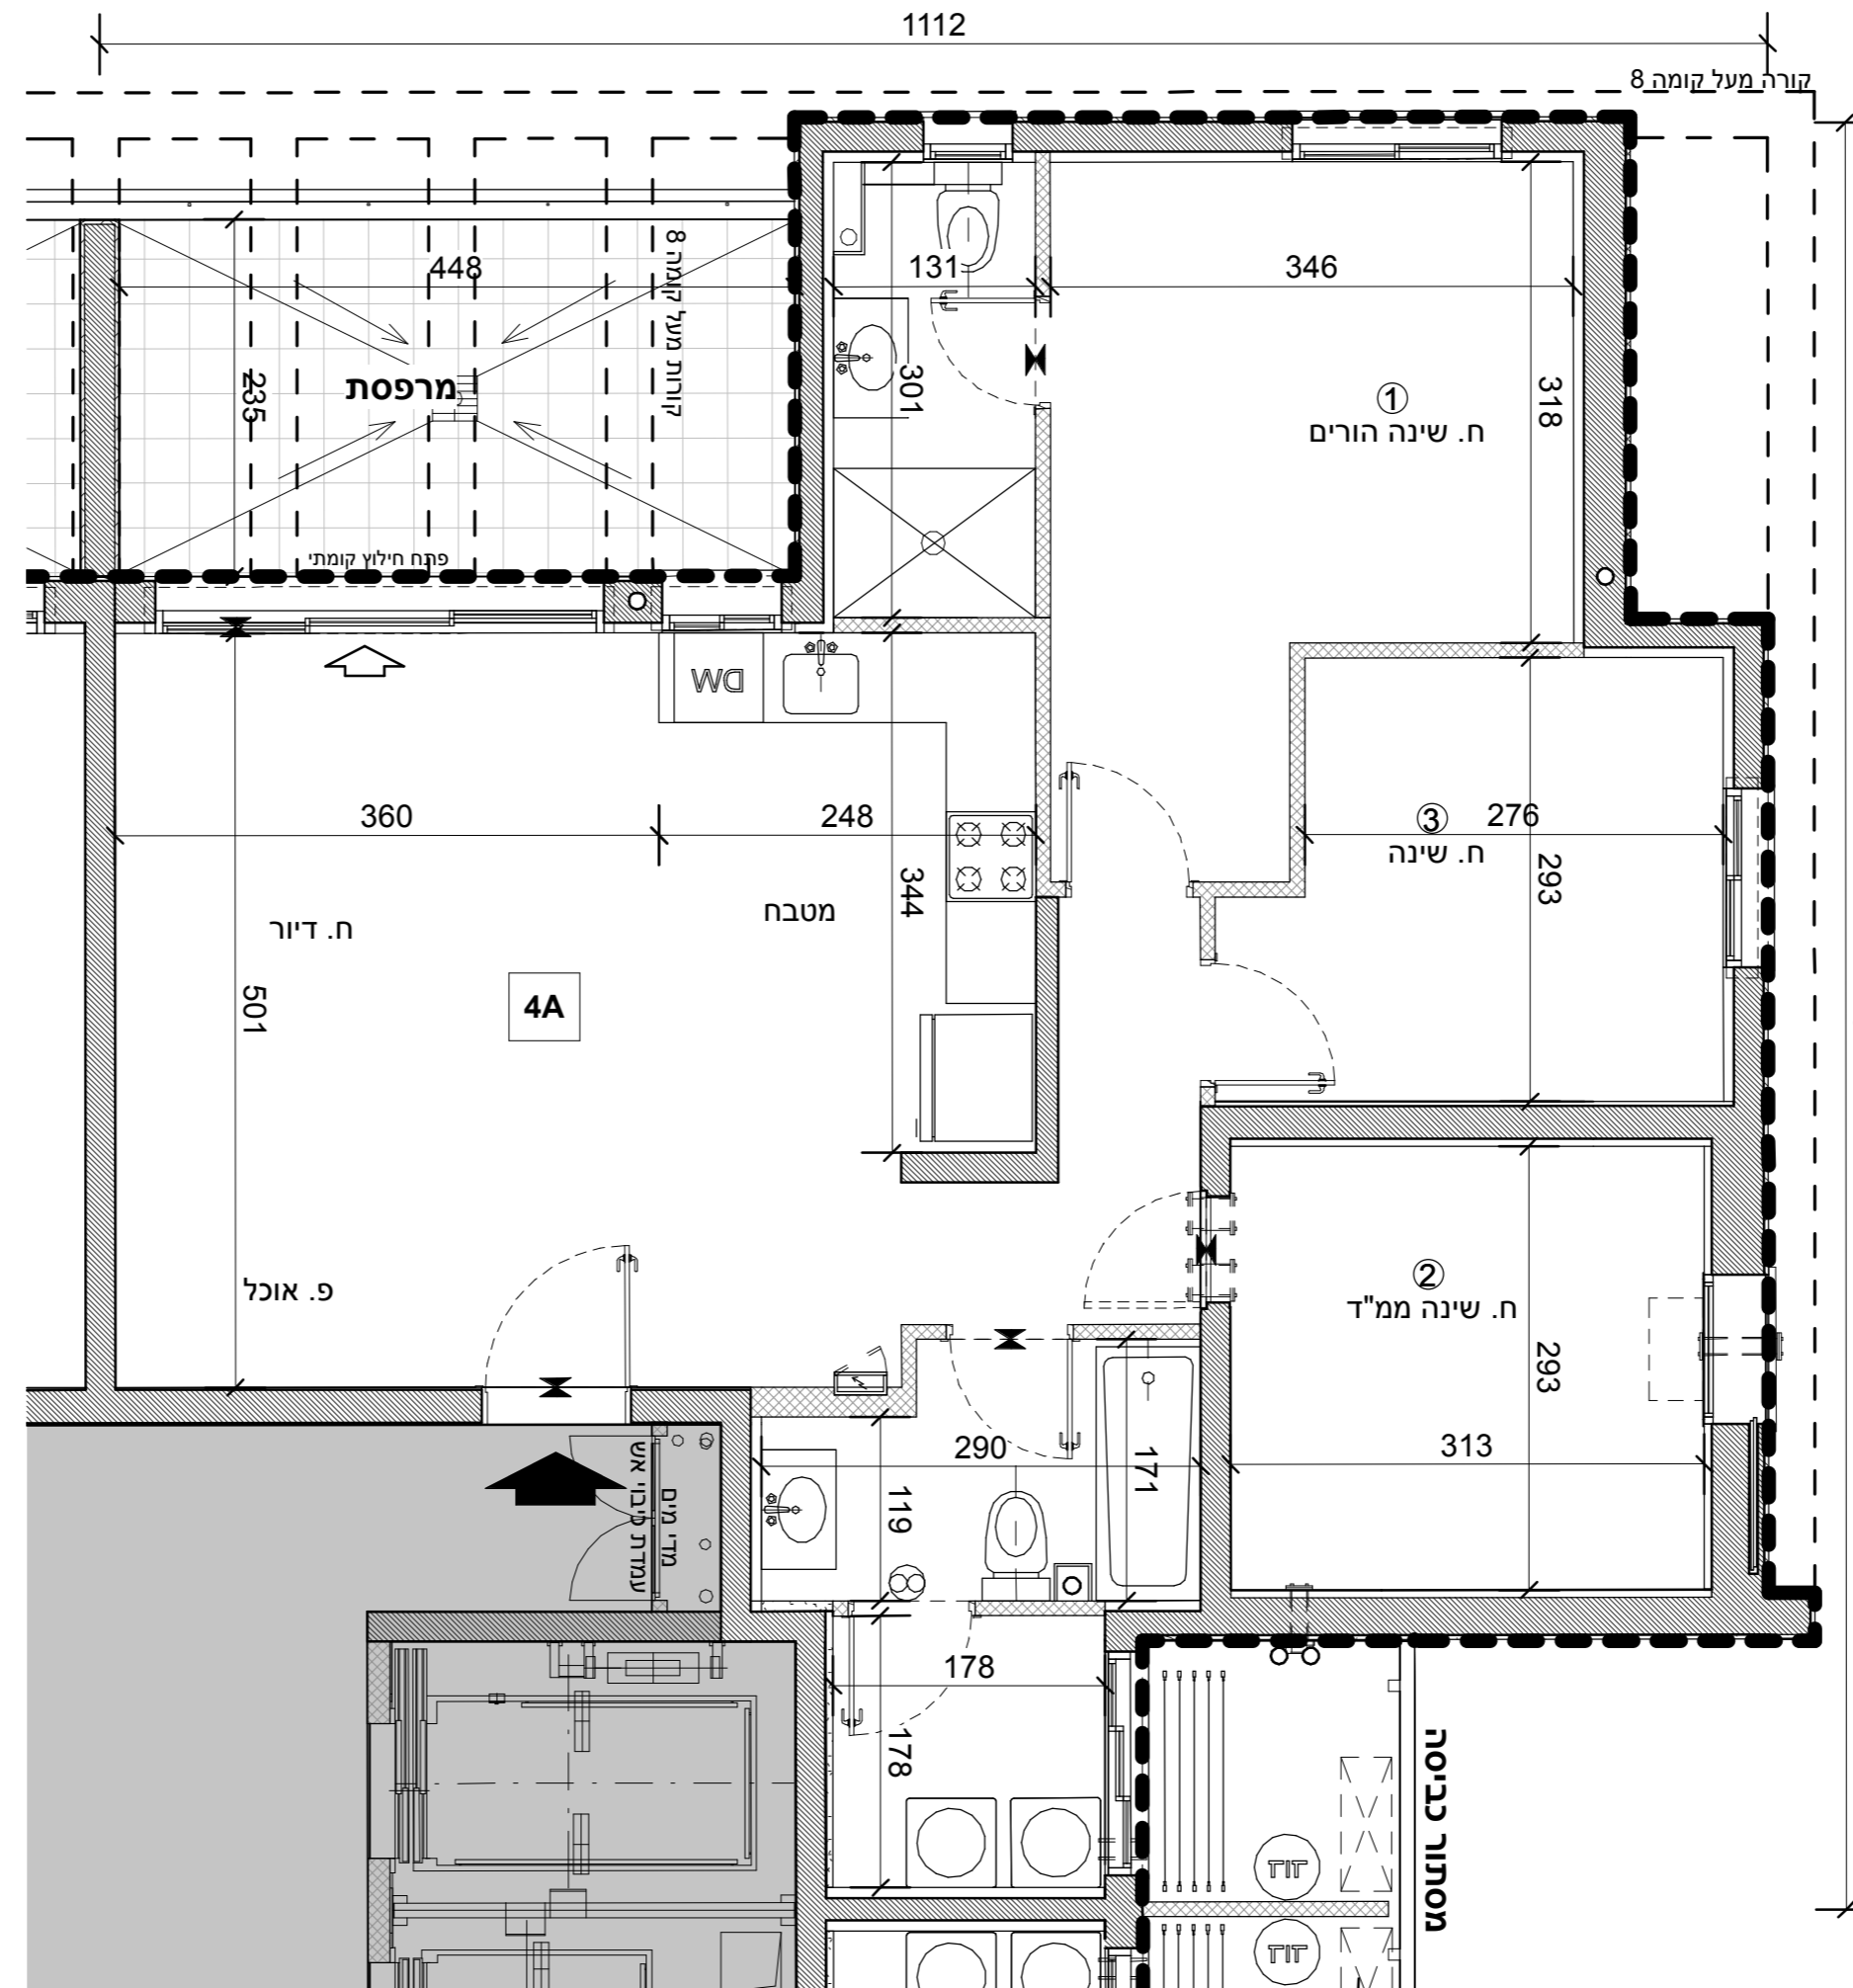 1112
קורה מעל קומה 8
448
131
346
קורות מעל קומה 8
235
מרפסת
301
318
1
ח. שינה הורים
פתח חילוץ קומתי
DW
360
248
3
276
ח. שינה
293
344
ח. דיור
מטבח
4A
501
2
ח. שינה ממ"ד
פ. אוכל
293
290
171
313
119
מדי מים
עמדת כיבוי אש
178
178
מסתור כביסה
דוד
דוד